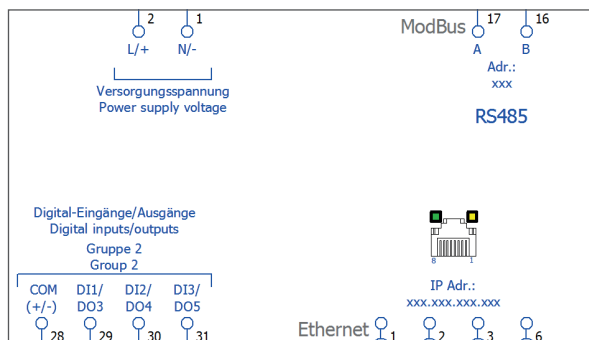 2 1 17 16
ModBus
L/+ N/- A B
Adr.:
xxx
Versorgungsspannung
Power supply voltage
RS485
Digital-Eingänge/Ausgänge
Digital inputs/outputs
Gruppe 2
Group 2
8 1
IP Adr.:
xxx.xxx.xxx.xxx
COM DI1/ DI2/ DI3/
(+/-) DO3 DO4 DO5
Ethernet
28 29 30 31 1 2 3 6